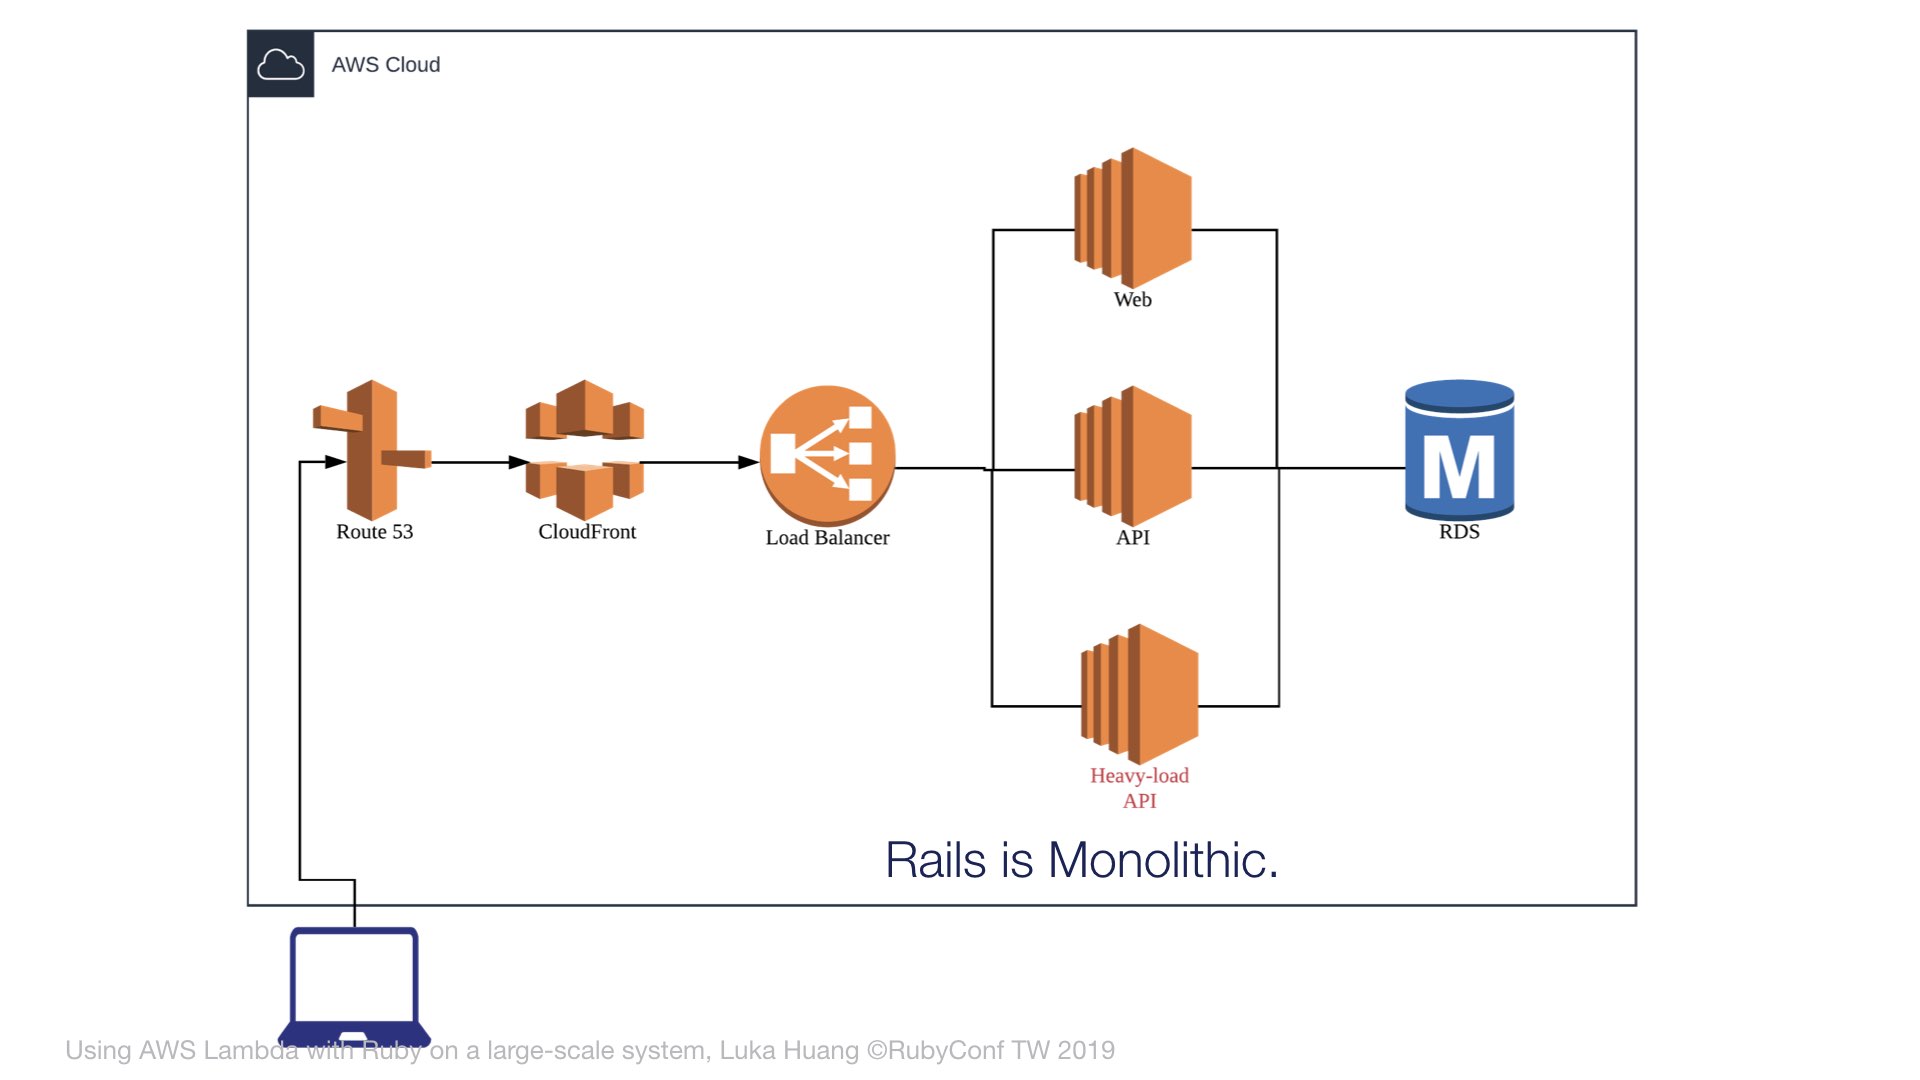 AWS Cloud
Web
Route 53
CloudFront
Load Balancer
API
M
RDS
Heavy-load
API
Rails is Monolithic.
Using AWS Lambda with Ruby on a large-scale system, Luka Huang ©RubyConf TW 2019